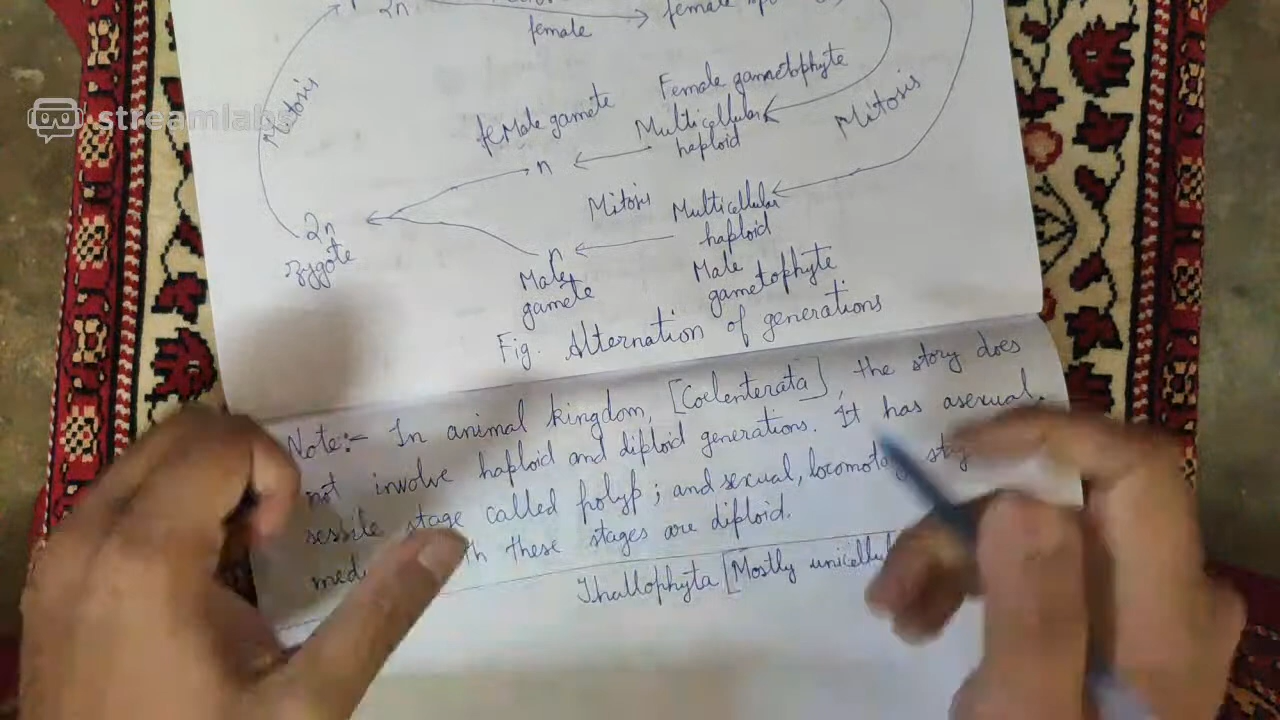 2n
female
female
Mitosis
streamlabs
female gamete
Female gametophyte
Multicellular
haploid
Mitosis
n
Mitosis
Multicellular
haploid
2n
zygote
n
Male
gamete
Male
gametophyte
Fig. Alternation of generations
Note:- In animal kingdom, [Coelenterata], the story does
not involve haploid and diploid generations. It has asexual,
sessile stage called polyp; and sexual, locomotory
these stages are diploid.
Thallophyta [Mostly